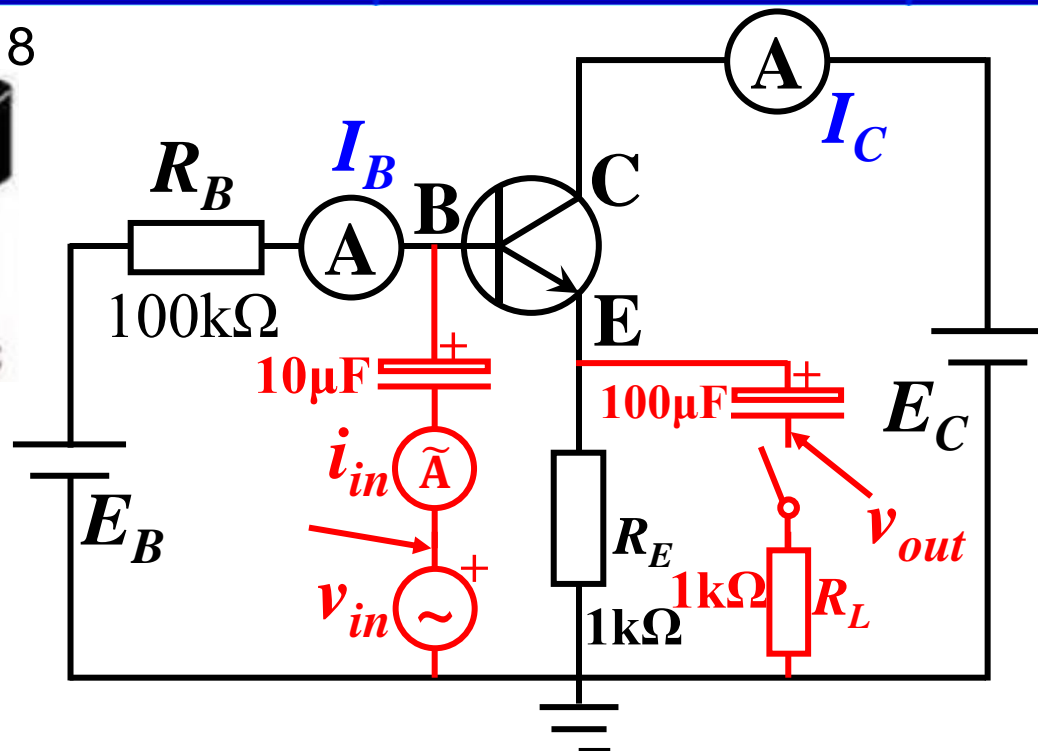 8
A
I_C
I_B
R_B
B
C
A
100kΩ
E
+
10μF
+
100μF
E_C
i_in
Ã
E_B
R_E
v_out
+
v_in
~
1kΩ
R_L
1kΩ